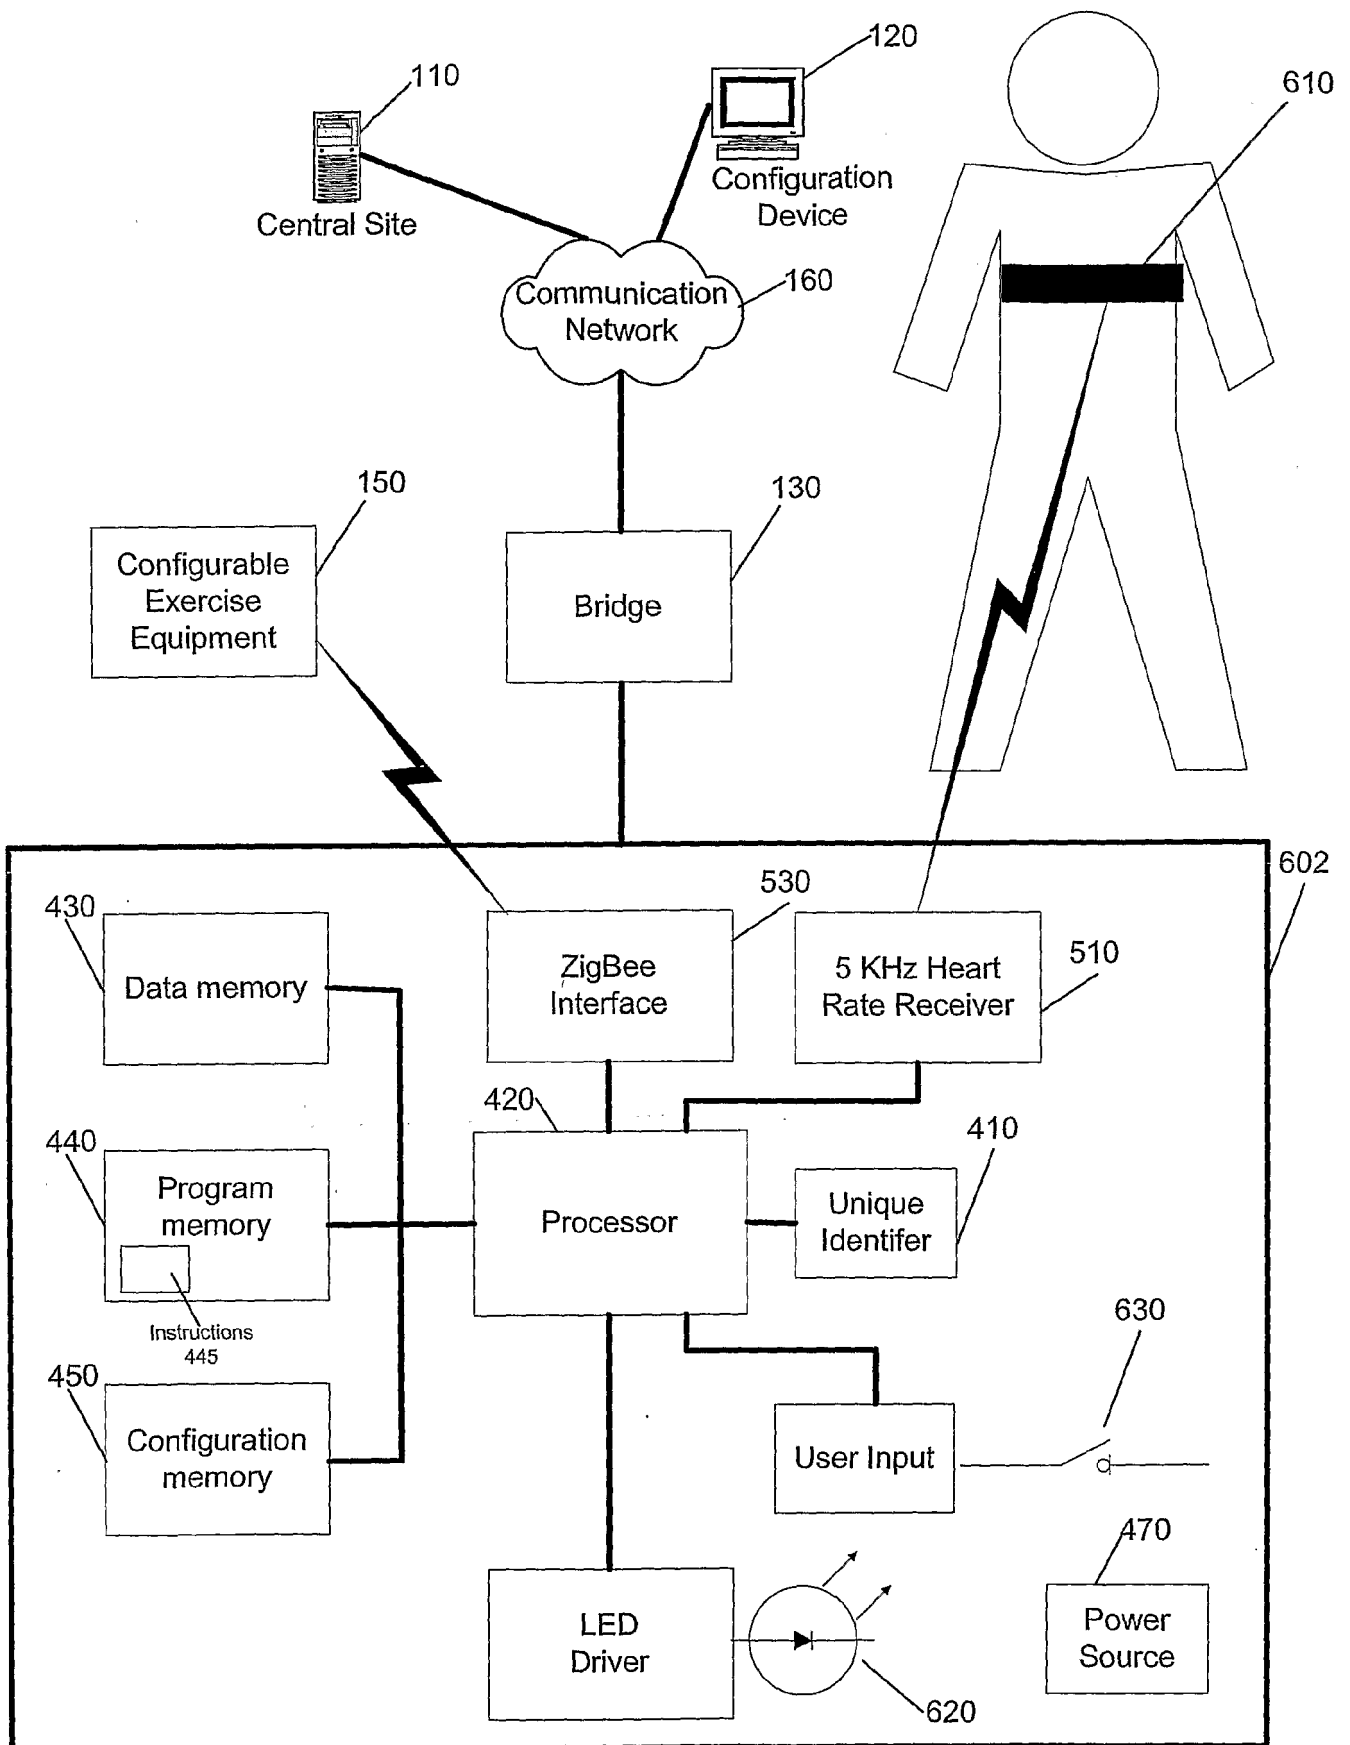 120
110
610
Configuration
Device
Central Site
Communication
Network
160
150
130
Configurable
Exercise
Equipment
Bridge
602
430
530
510
Data memory
ZigBee
Interface
5 KHz Heart
Rate Receiver
420
440
410
Program
memory
Processor
Unique
Identifer
Instructions
445
630
450
Configuration
memory
User Input
470
LED
Driver
Power
Source
620